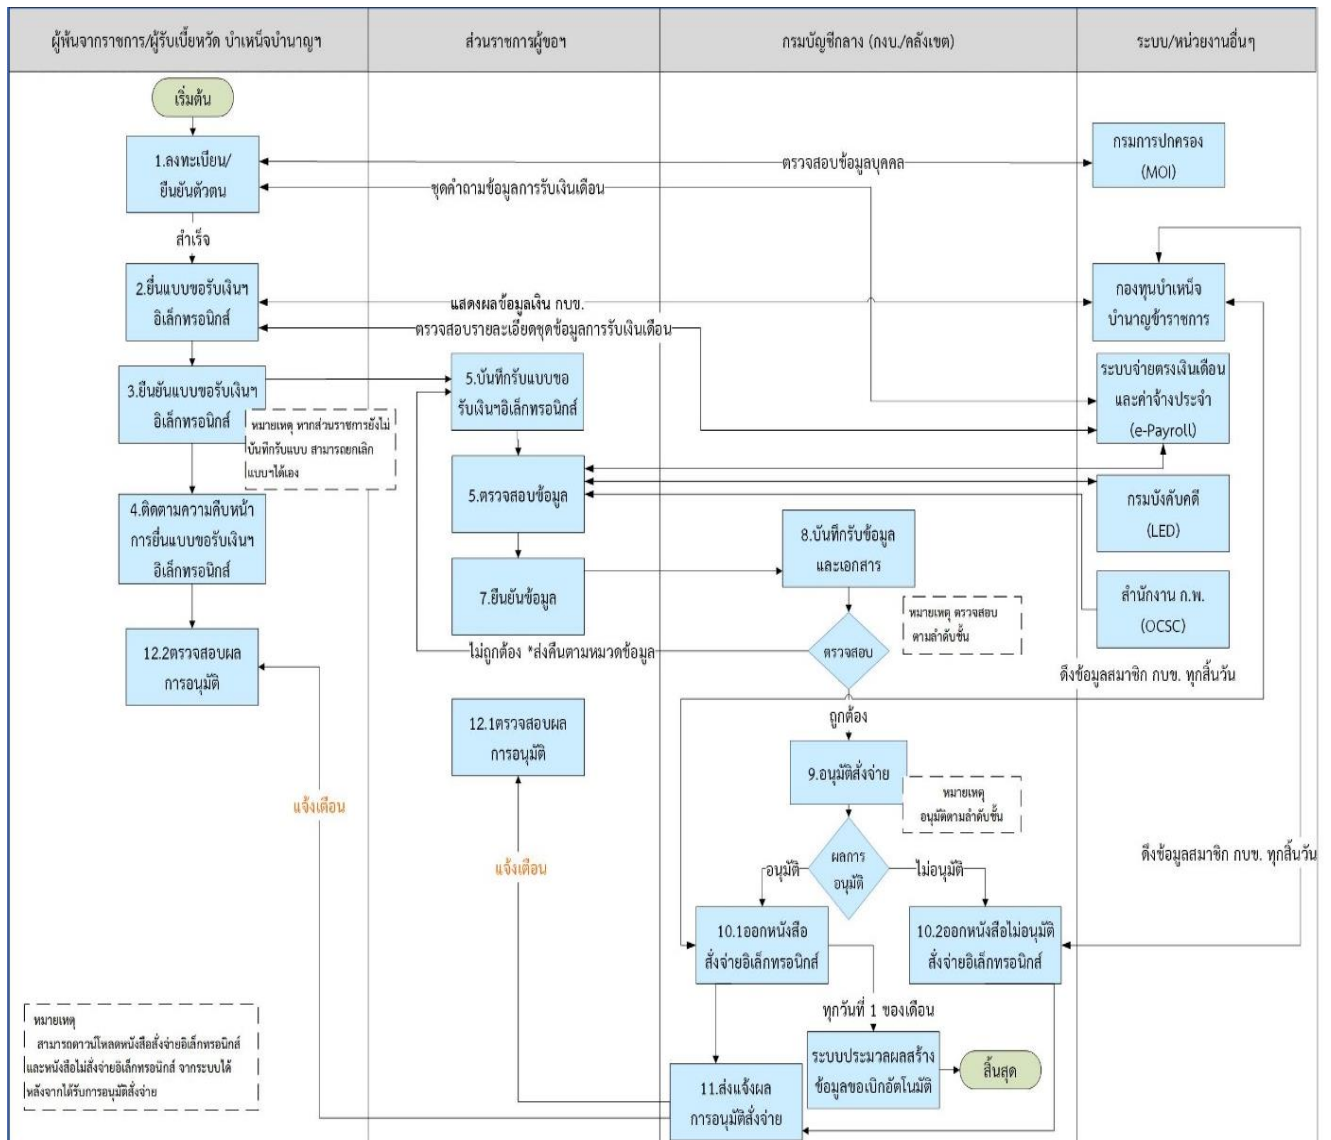 ผู้พ้นจากราชการ/ผู้รับเบี้ยหวัด บำเหน็จบำนาญฯ
ส่วนราชการผู้ขอฯ
กรมบัญชีกลาง (กงบ./คลังเขต)
ระบบ/หน่วยงานอื่นๆ
เริ่มต้น
1.ลงทะเบียน/
ยืนยันตัวตน
ตรวจสอบข้อมูลบุคคล
กรมการปกครอง
(MOI)
ชุดคำถามข้อมูลการรับเงินเดือน
สำเร็จ
2.ยื่นแบบขอรับเงินฯ
อิเล็กทรอนิกส์
แสดงผลข้อมูลเงิน กบข.
ตรวจสอบรายละเอียดชุดข้อมูลการรับเงินเดือน
กองทุนบำเหน็จ
บำนาญข้าราชการ
3.ยืนยันแบบขอรับเงินฯ
อิเล็กทรอนิกส์
หมายเหตุ หากส่วนราชการยังไม่
บันทึกรับแบบ สามารถยกเลิก
แบบฯได้เอง
5.บันทึกรับแบบขอ
รับเงินฯอิเล็กทรอนิกส์
ระบบจ่ายตรงเงินเดือน
และค่าจ้างประจำ
(e-Payroll)
4.ติดตามความคืบหน้า
การยื่นแบบขอรับเงินฯ
อิเล็กทรอนิกส์
5.ตรวจสอบข้อมูล
กรมบังคับคดี
(LED)
8.บันทึกรับข้อมูล
และเอกสาร
7.ยืนยันข้อมูล
สำนักงาน ก.พ.
(OCSC)
หมายเหตุ ตรวจสอบ
ตามลำดับชั้น
12.2ตรวจสอบผล
การอนุมัติ
ไม่ถูกต้อง *ส่งคืนตามหมวดข้อมูล
ตรวจสอบ
ดึงข้อมูลสมาชิก กบข. ทุกสิ้นวัน
ถูกต้อง
12.1ตรวจสอบผล
การอนุมัติ
9.อนุมัติสั่งจ่าย
หมายเหตุ
อนุมัติตามลำดับชั้น
แจ้งเตือน
แจ้งเตือน
ผลการ
อนุมัติ
อนุมัติ
ไม่อนุมัติ
ดึงข้อมูลสมาชิก กบข. ทุกสิ้นวัน
10.1ออกหนังสือ
สั่งจ่ายอิเล็กทรอนิกส์
10.2ออกหนังสือไม่อนุมัติ
สั่งจ่ายอิเล็กทรอนิกส์
ทุกวันที่ 1 ของเดือน
หมายเหตุ
สามารถดาวน์โหลดหนังสือสั่งจ่ายอิเล็กทรอนิกส์
และหนังสือไม่สั่งจ่ายอิเล็กทรอนิกส์ จากระบบได้
หลังจากได้รับการอนุมัติสั่งจ่าย
ระบบประมวลผลสร้าง
ข้อมูลขอเบิกอัตโนมัติ
สิ้นสุด
11.ส่งแจ้งผล
การอนุมัติสั่งจ่าย